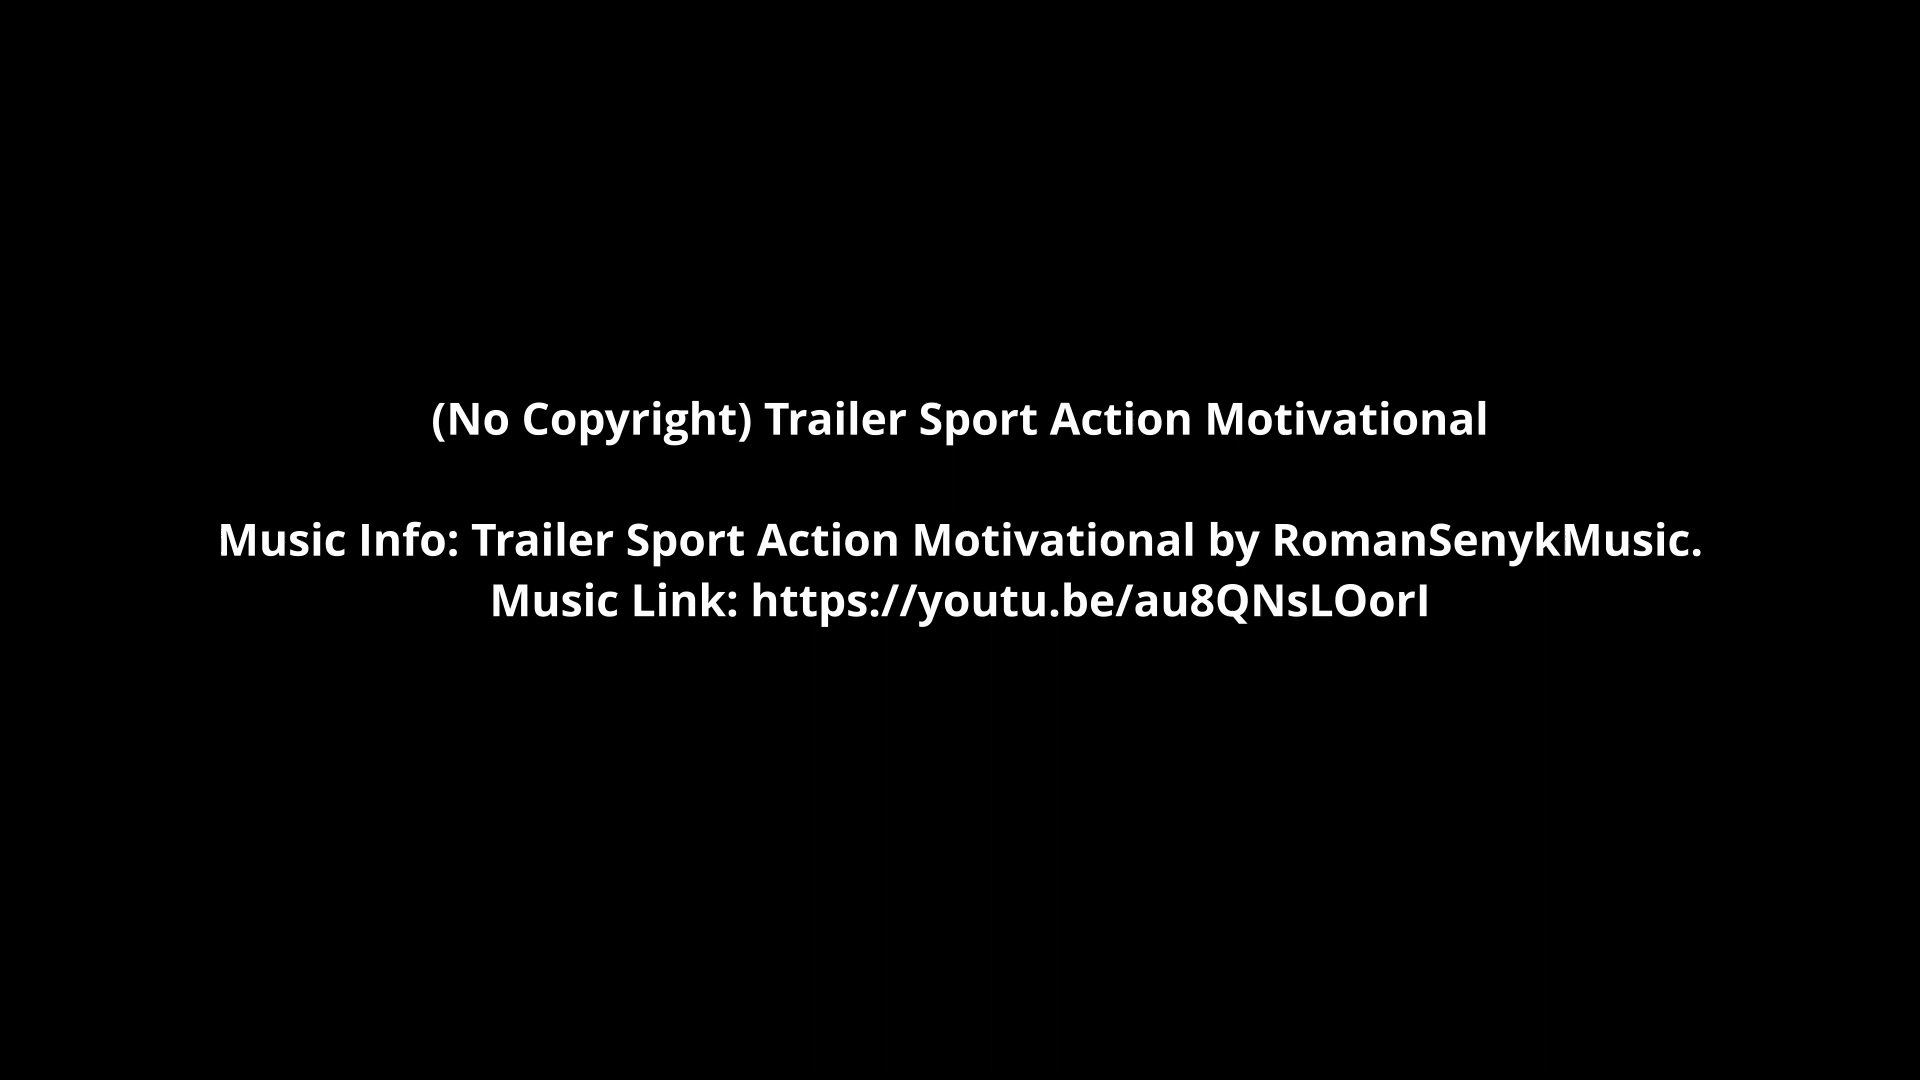 (No Copyright) Trailer Sport Action Motivational
Music Info: Trailer Sport Action Motivational by RomanSenykMusic.
Music Link: https://youtu.be/au8QNsLOorI